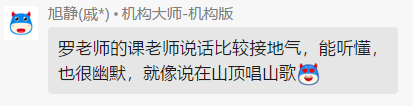 旭静(戚*)•机构大师-机构版
罗老师的课老师说话比较接地气，能听懂，
也很幽默，就像说在山顶唱山歌